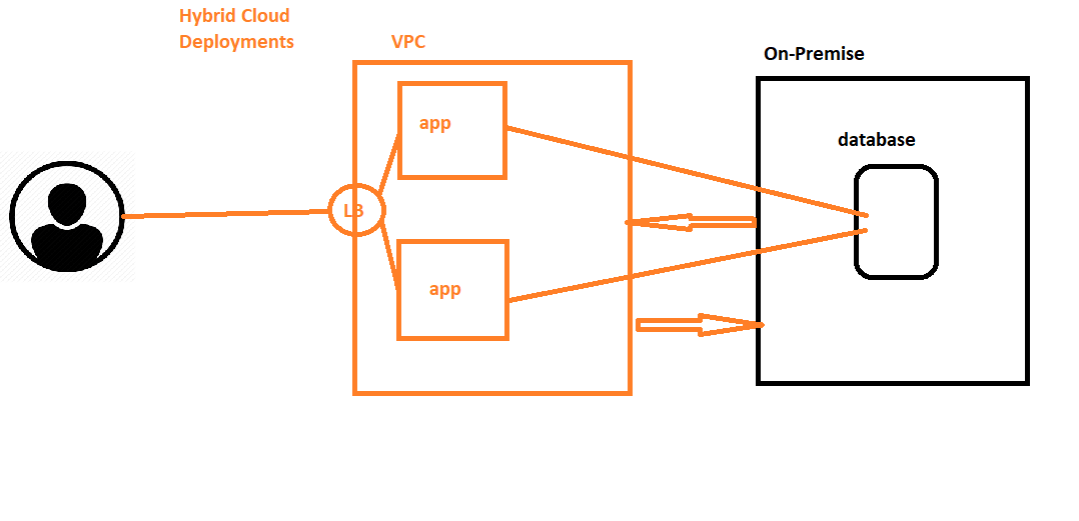 Hybrid Cloud
Deployments
VPC
On-Premise
app
database
LB
app